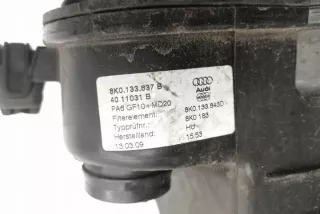 8K0.133.837 B
40 11031 B
PA6 GF10+MD20
Audi
Filterelement:
8K0.133.843D
Typprüfnr.:
8K0 183
Herstelland:
HU
13.03.09
15:53